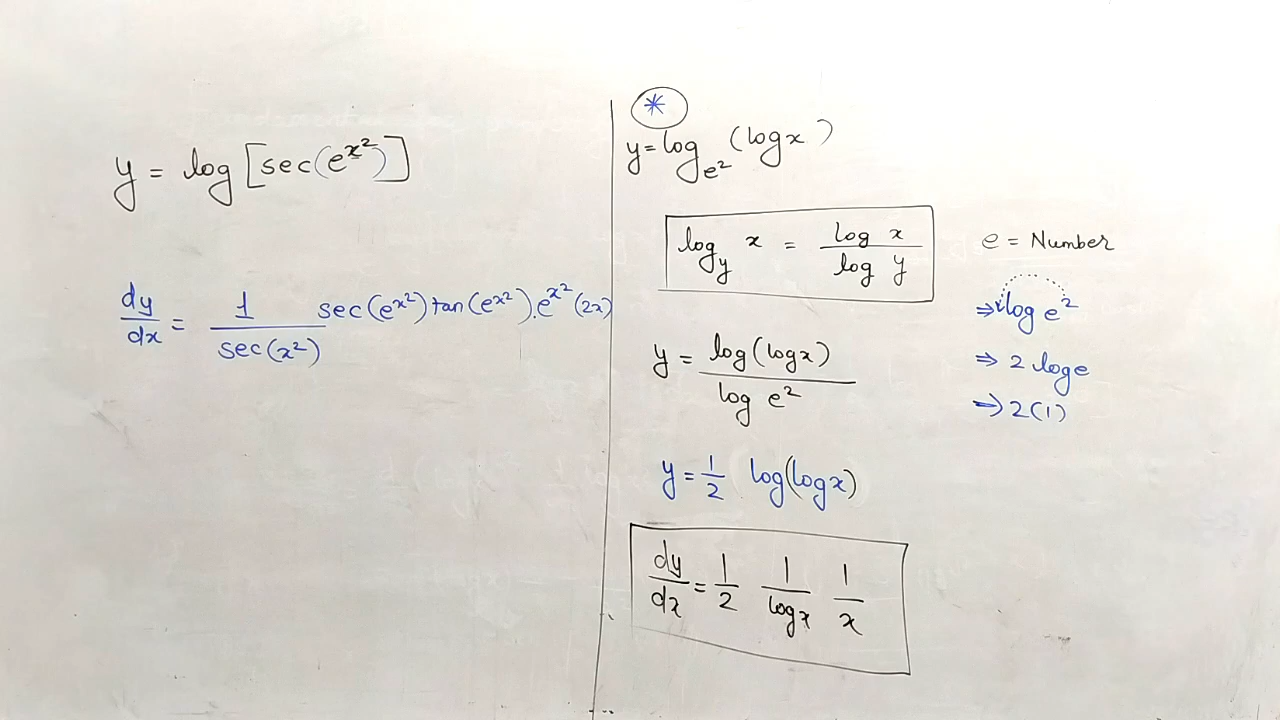 y = log [sec(e^{x²})]
dy/dx = 1/sec(x²) sec(e^{x²}) tan(e^{x²}) . e^{x²} (2x)
*
y = log_{e²} (log x)
log_y x = log x / log y
e = Number
⇒ log e²
⇒ 2 log e
⇒ 2(1)
y = log(log x) / log e²
y = 1/2 log(log x)
dy/dx = 1/2 1/log x 1/x